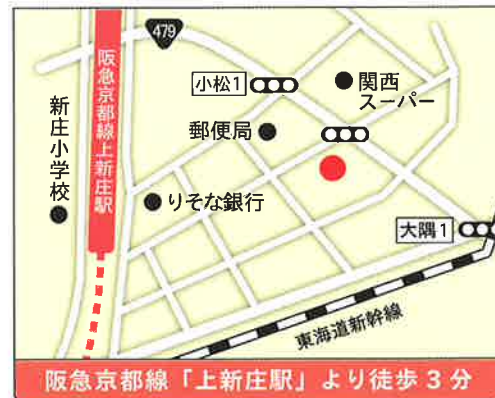 479
阪急京都線上新庄駅
小松1
関西
スーパー
新庄小学校
郵便局
りそな銀行
大隅1
東海道新幹線
阪急京都線「上新庄駅」より徒歩3分